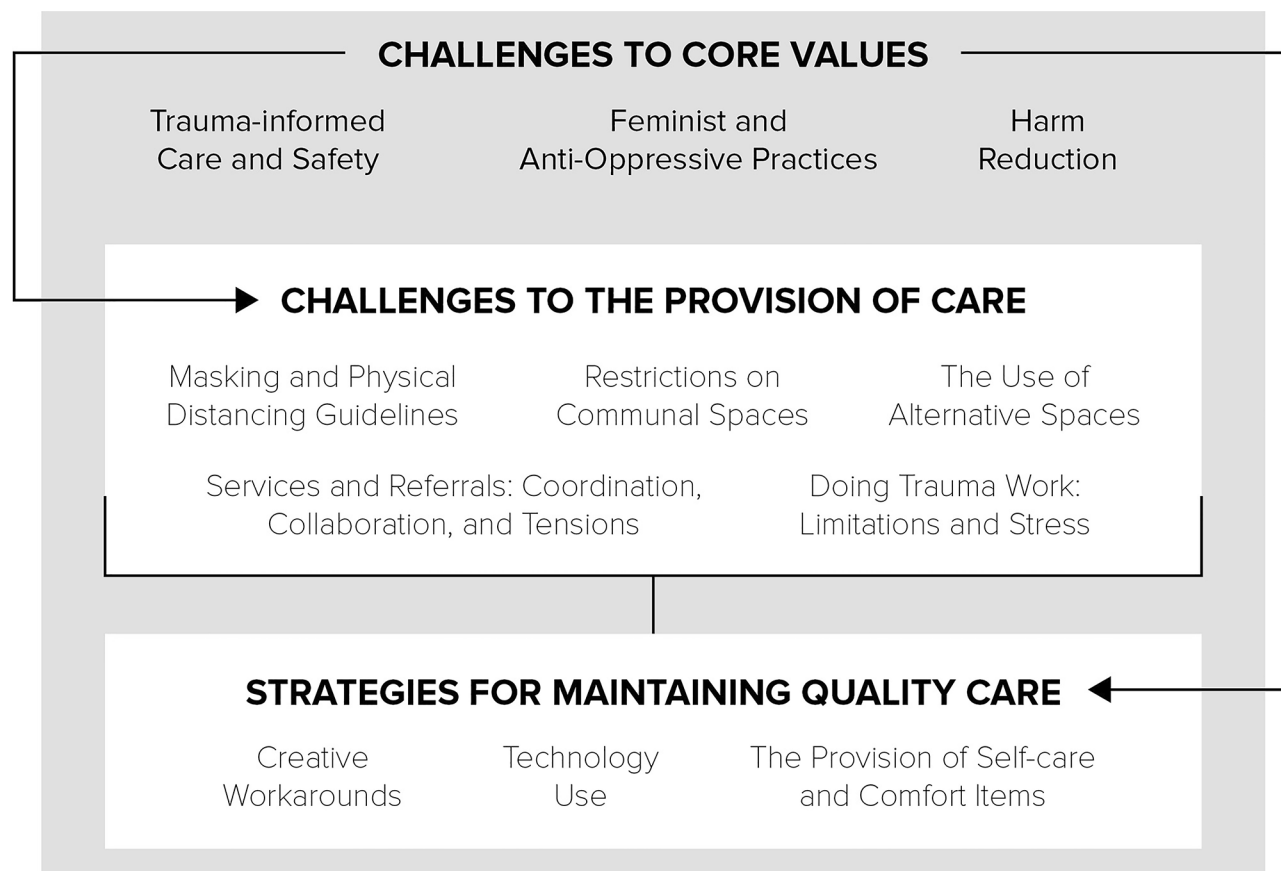 CHALLENGES TO CORE VALUES
Trauma-informed
Care and Safety
Feminist and
Anti-Oppressive Practices
Harm
Reduction
CHALLENGES TO THE PROVISION OF CARE
Masking and Physical
Distancing Guidelines
Restrictions on
Communal Spaces
The Use of
Alternative Spaces
Services and Referrals: Coordination,
Collaboration, and Tensions
Doing Trauma Work:
Limitations and Stress
STRATEGIES FOR MAINTAINING QUALITY CARE
Creative
Workarounds
Technology
Use
The Provision of Self-care
and Comfort Items